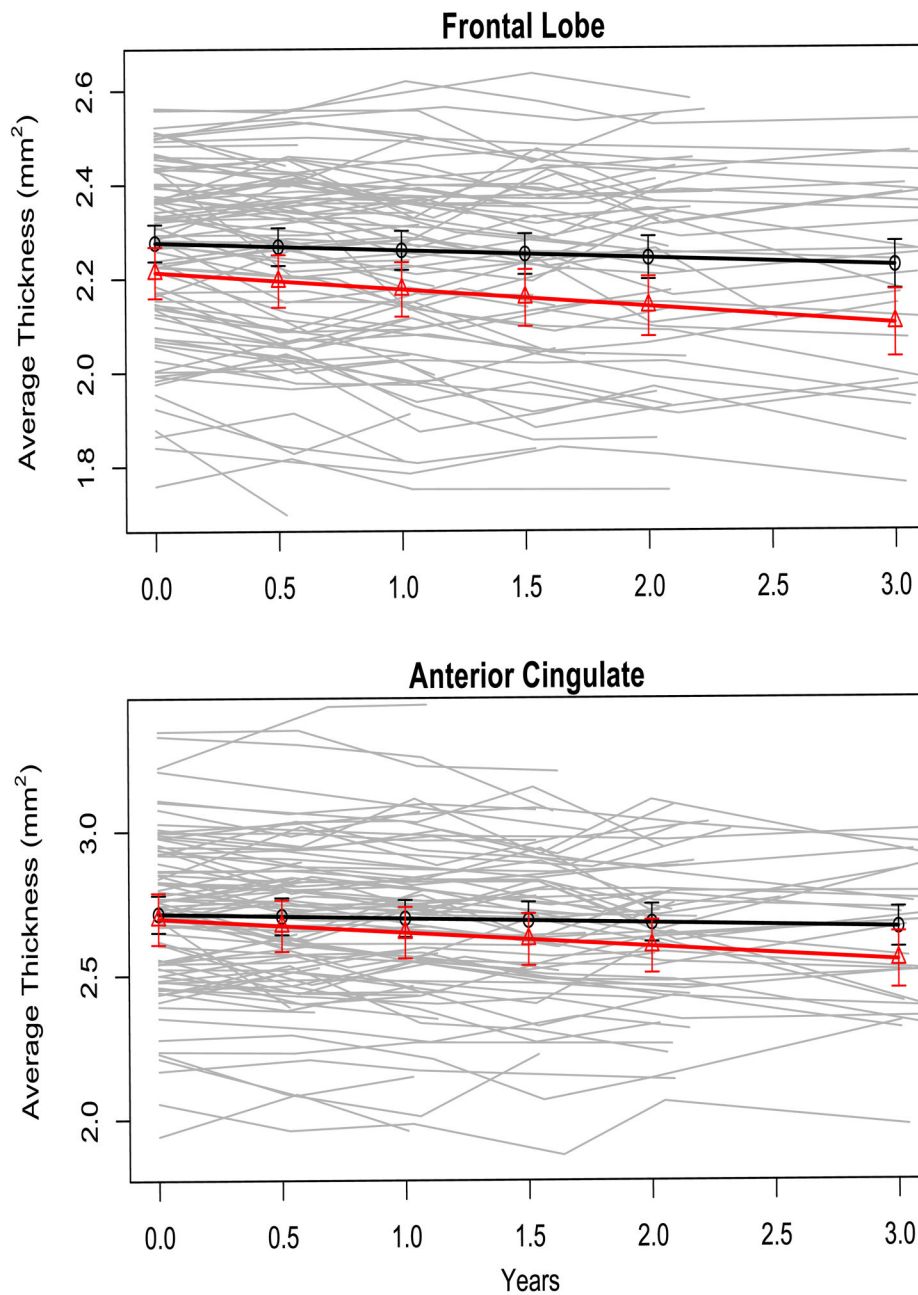 Frontal Lobe
Average Thickness (mm²)
2.6
2.4
2.2
2.0
1.8
0.0 0.5 1.0 1.5 2.0 2.5 3.0
Anterior Cingulate
Average Thickness (mm²)
3.0
2.5
2.0
0.0 0.5 1.0 1.5 2.0 2.5 3.0
Years